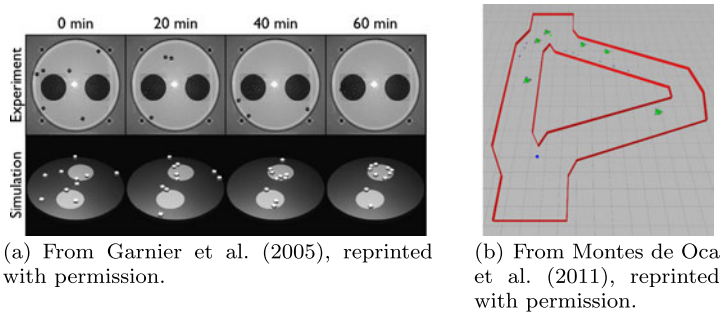 0 min 20 min 40 min 60 min
Experiment
Simulation
(a) From Garnier et al. (2005), reprinted
with permission.
(b) From Montes de Oca
et al. (2011), reprinted
with permission.